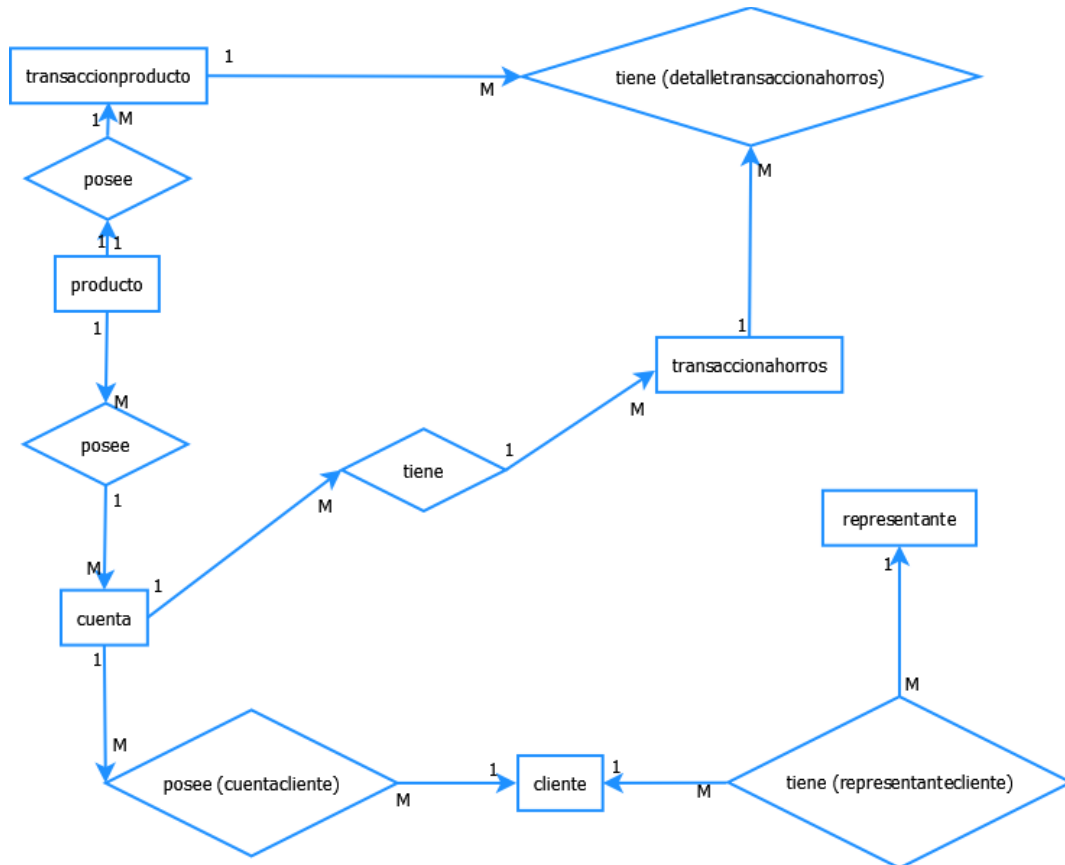 transaccionproducto
1
M
tiene (detalletransaccionahorros)
1
M
posee
M
1 1
producto
1
M
posee
1
M
cuenta
1
1
M
tiene
1
M
transaccionahorros
1
M
representante
1
M
tiene (representantecliente)
M
1
cliente
1
M
posee (cuentacliente)
M